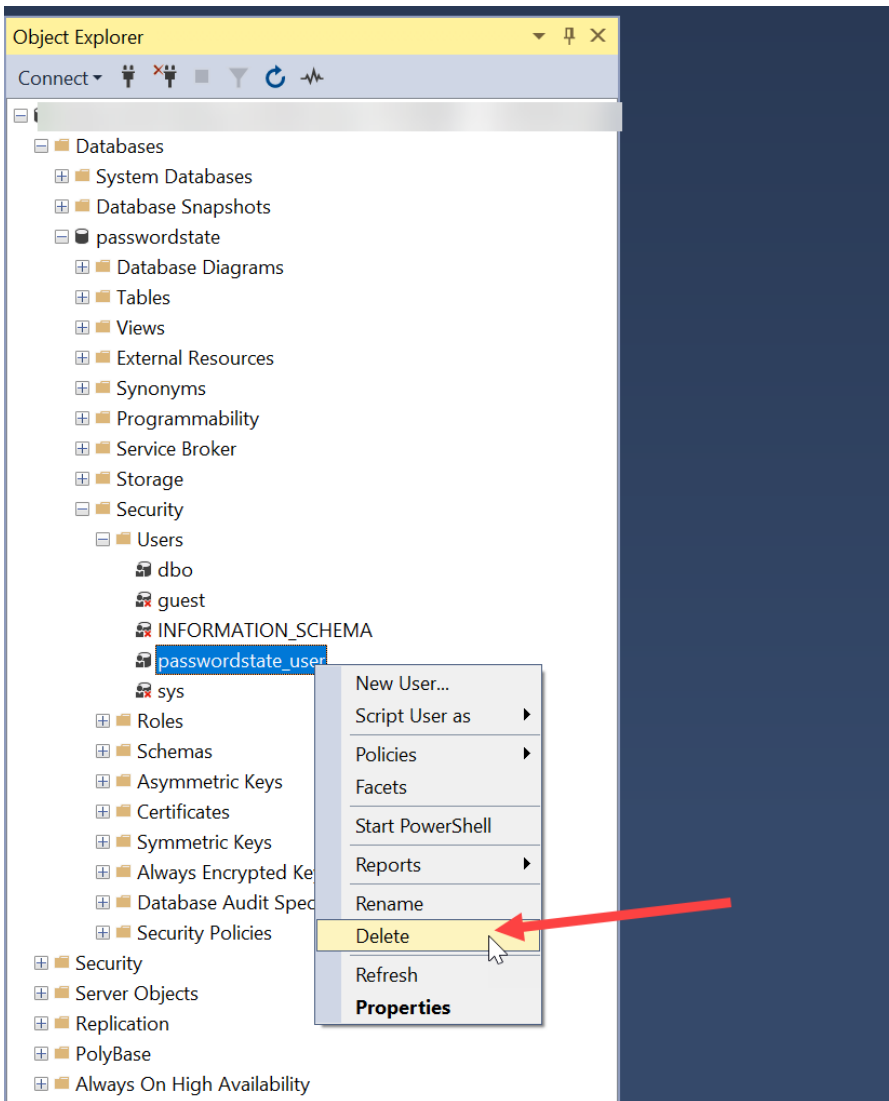 Object Explorer
Connect
Databases
System Databases
Database Snapshots
passwordstate
Database Diagrams
Tables
Views
External Resources
Synonyms
Programmability
Service Broker
Storage
Security
Users
dbo
guest
INFORMATION_SCHEMA
passwordstate_user
sys
Roles
Schemas
Asymmetric Keys
Certificates
Symmetric Keys
Always Encrypted Ke
Database Audit Spec
Security Policies
Security
Server Objects
Replication
PolyBase
Always On High Availability
New User...
Script User as
Policies
Facets
Start PowerShell
Reports
Rename
Delete
Refresh
Properties